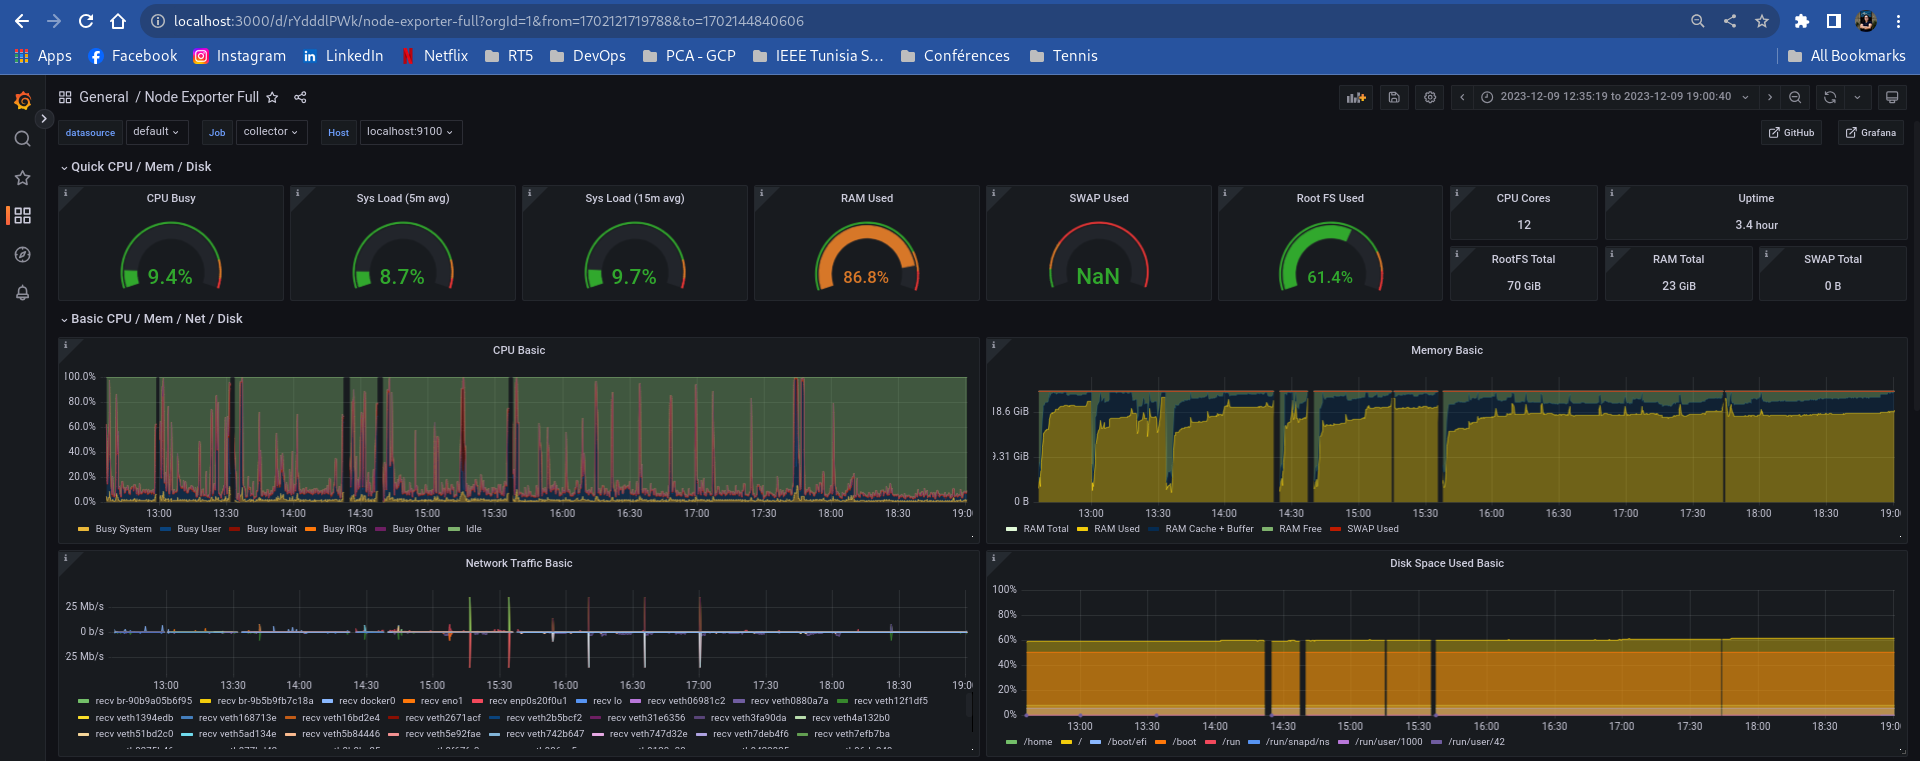 localhost:3000/d/rYdddlPWk/node-exporter-full?orgId=1&from=1702121719788&to=1702144840606
Apps Facebook Instagram LinkedIn Netflix RT5 DevOps PCA - GCP IEEE Tunisia S... Conférences Tennis All Bookmarks
General / Node Exporter Full 2023-12-09 12:35:19 to 2023-12-09 19:00:40
datasource default Job collector Host localhost:9100 GitHub Grafana
Quick CPU / Mem / Disk
CPU Busy Sys Load (5m avg) Sys Load (15m avg) RAM Used SWAP Used Root FS Used CPU Cores Uptime
12 3.4 hour
RootFS Total RAM Total SWAP Total
9.4% 8.7% 9.7% 86.8% NaN 61.4% 70 GiB 23 GiB 0 B
Basic CPU / Mem / Net / Disk
CPU Basic
100.0%
80.0%
60.0%
40.0%
20.0%
0.0%
13:00 13:30 14:00 14:30 15:00 15:30 16:00 16:30 17:00 17:30 18:00 18:30 19:0
Busy System Busy User Busy Iowait Busy IRQs Busy Other Idle
Memory Basic
18.6 GiB
9.31 GiB
0 B
13:00 13:30 14:00 14:30 15:00 15:30 16:00 16:30 17:00 17:30 18:00 18:30 19:0
RAM Total RAM Used RAM Cache + Buffer RAM Free SWAP Used
Network Traffic Basic
25 Mb/s
0 b/s
25 Mb/s
13:00 13:30 14:00 14:30 15:00 15:30 16:00 16:30 17:00 17:30 18:00 18:30 19:0
recv br-90b9a05b6f95 recv br-9b5b9fb7c18a recv docker0 recv eno1 recv enp0s20f0u1 recv lo recv veth06981c2 recv veth0880a7a recv veth12f1df5
recv veth1394edb recv veth168713e recv veth16bd2e4 recv veth2671acf recv veth2b5bcf2 recv veth31e6356 recv veth3fa90da recv veth4a132b0
recv veth51bd2c0 recv veth5ad134e recv veth5b84446 recv veth5e92fae recv veth742b647 recv veth747d32e recv veth7deb4f6 recv veth7efb7ba
Disk Space Used Basic
100%
80%
60%
40%
20%
0%
13:00 13:30 14:00 14:30 15:00 15:30 16:00 16:30 17:00 17:30 18:00 18:30 19:0
/home / /boot/efi /boot /run /run/snapd/ns /run/user/1000 /run/user/42